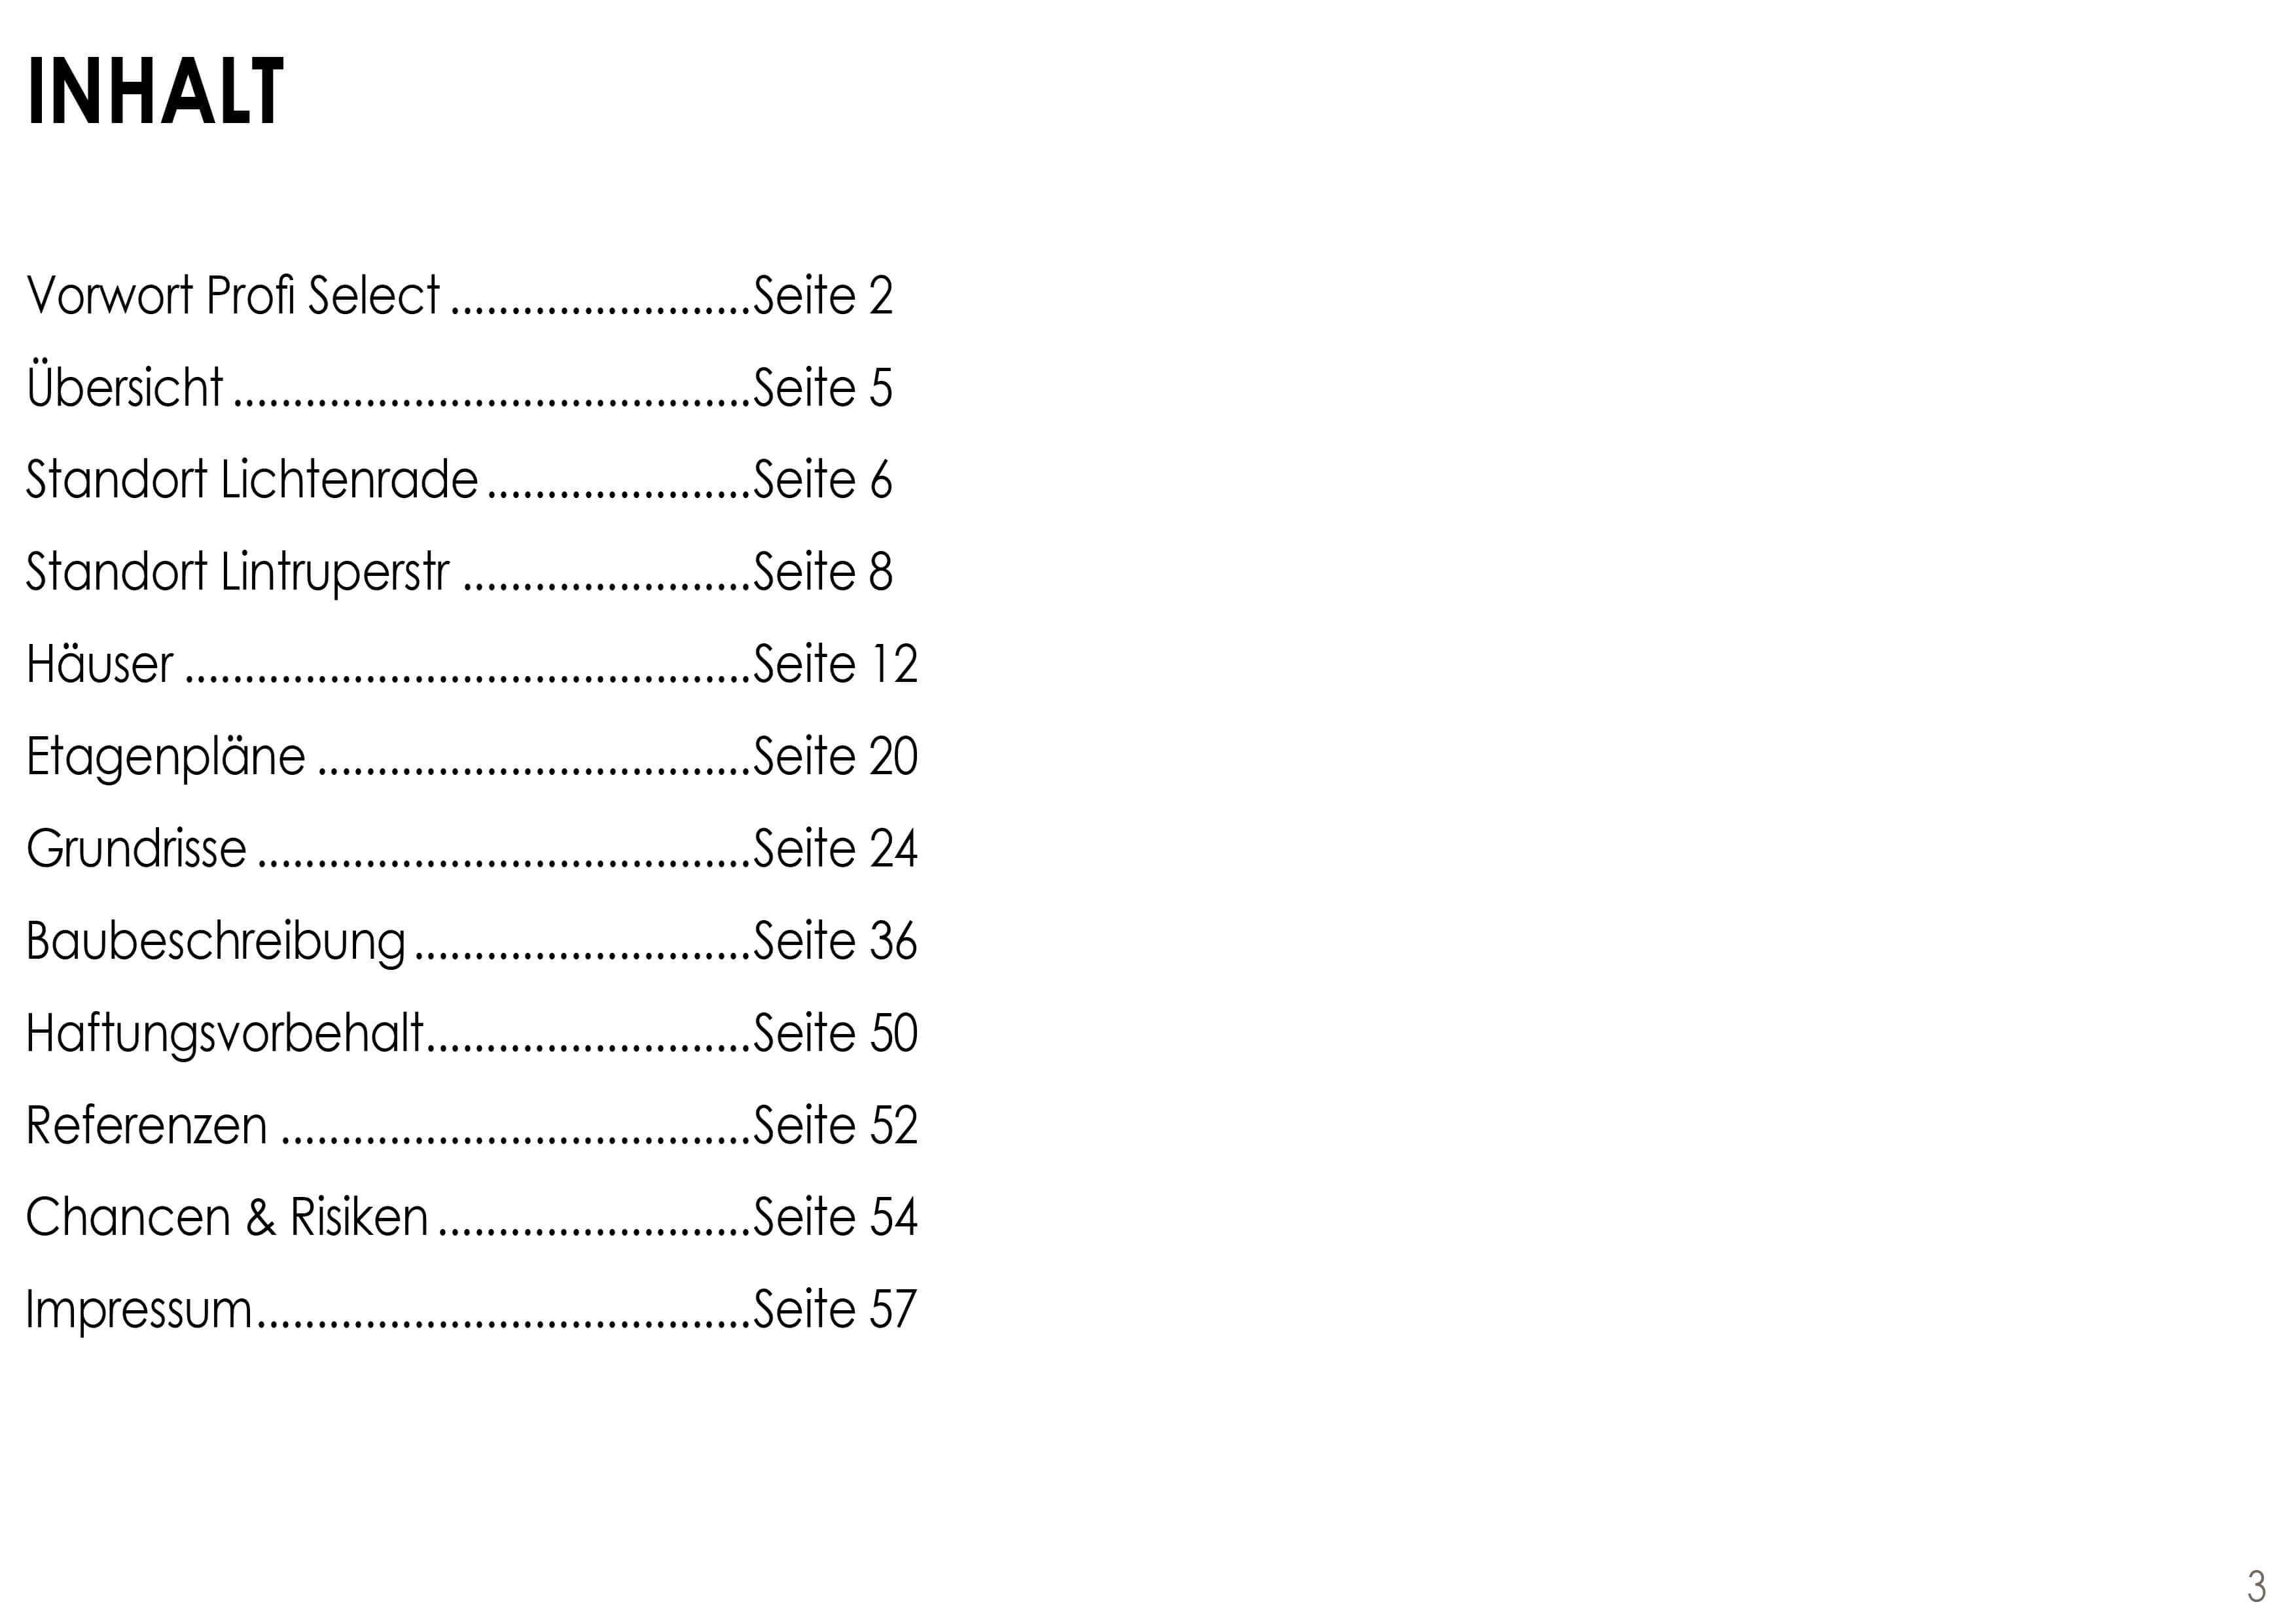 INHALT
Vorwort Profi Select .........................Seite 2
Übersicht ...........................................Seite 5
Standort Lichtenrade ......................Seite 6
Standort Lintruperstr ........................Seite 8
Häuser ...............................................Seite 12
Etagenpläne ....................................Seite 20
Grundrisse .........................................Seite 24
Baubeschreibung ............................Seite 36
Haftungsvorbehalt...........................Seite 50
Referenzen .......................................Seite 52
Chancen & Risiken ..........................Seite 54
Impressum.........................................Seite 57
3